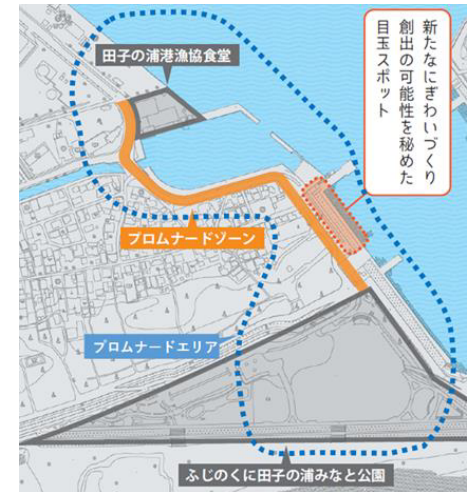 田子の浦港漁協食堂
新たなにぎわいづくり
創出の可能性を秘めた
目玉スポット
プロムナードゾーン
プロムナードエリア
ふじのくに田子の浦みなと公園